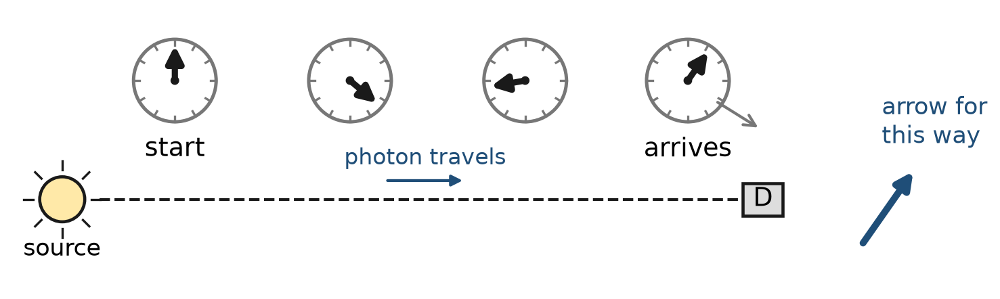 start
arrives
arrow for
this way
photon travels
D
source